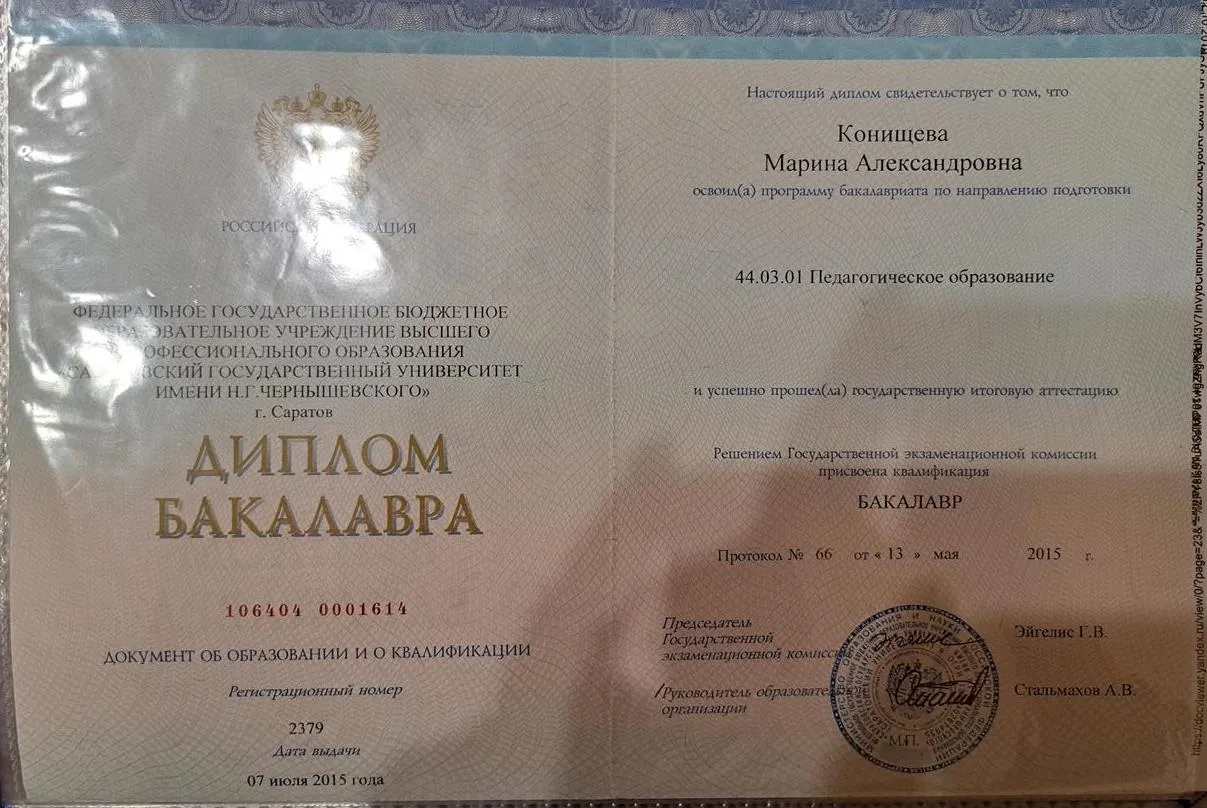 РОССИЙС
АЦИЯ
ФЕДЕРАЛЬНОЕ ГОСУДАРСТВЕННОЕ БЮДЖЕТНОЕ
ОВАТЕЛЬНОЕ УЧРЕЖДЕНИЕ ВЫСШЕГО
ОФЕССИОНАЛЬНОГО ОБРАЗОВАНИЯ
ВСКИЙ ГОСУДАРСТВЕННЫЙ УНИВЕРСИТЕТ
ИМЕНИ Н.Г.ЧЕРНЫШЕВСКОГО»
г. Саратов
ДИПЛОМ
БАКАЛАВРА
106404 0001614
ДОКУМЕНТ ОБ ОБРАЗОВАНИИ И О КВАЛИФИКАЦИИ
Регистрационный номер
2379
Дата выдачи
07 июля 2015 года
Настоящий диплом свидетельствует о том, что
Конищева
Марина Александровна
освоил(а) программу бакалавриата по направлению подготовки
44.03.01 Педагогическое образование
и успешно прошел(ла) государственную итоговую аттестацию
Решением Государственной экзаменационной комиссии
присвоена квалификация
БАКАЛАВР
Протокол № 66 от « 13 » мая 2015 г.
Председатель
Государственной
экзаменационной комисс
Эйгелис Г.В.
/Руководитель образоват
организации
Стальмахов А.В.
М.П.